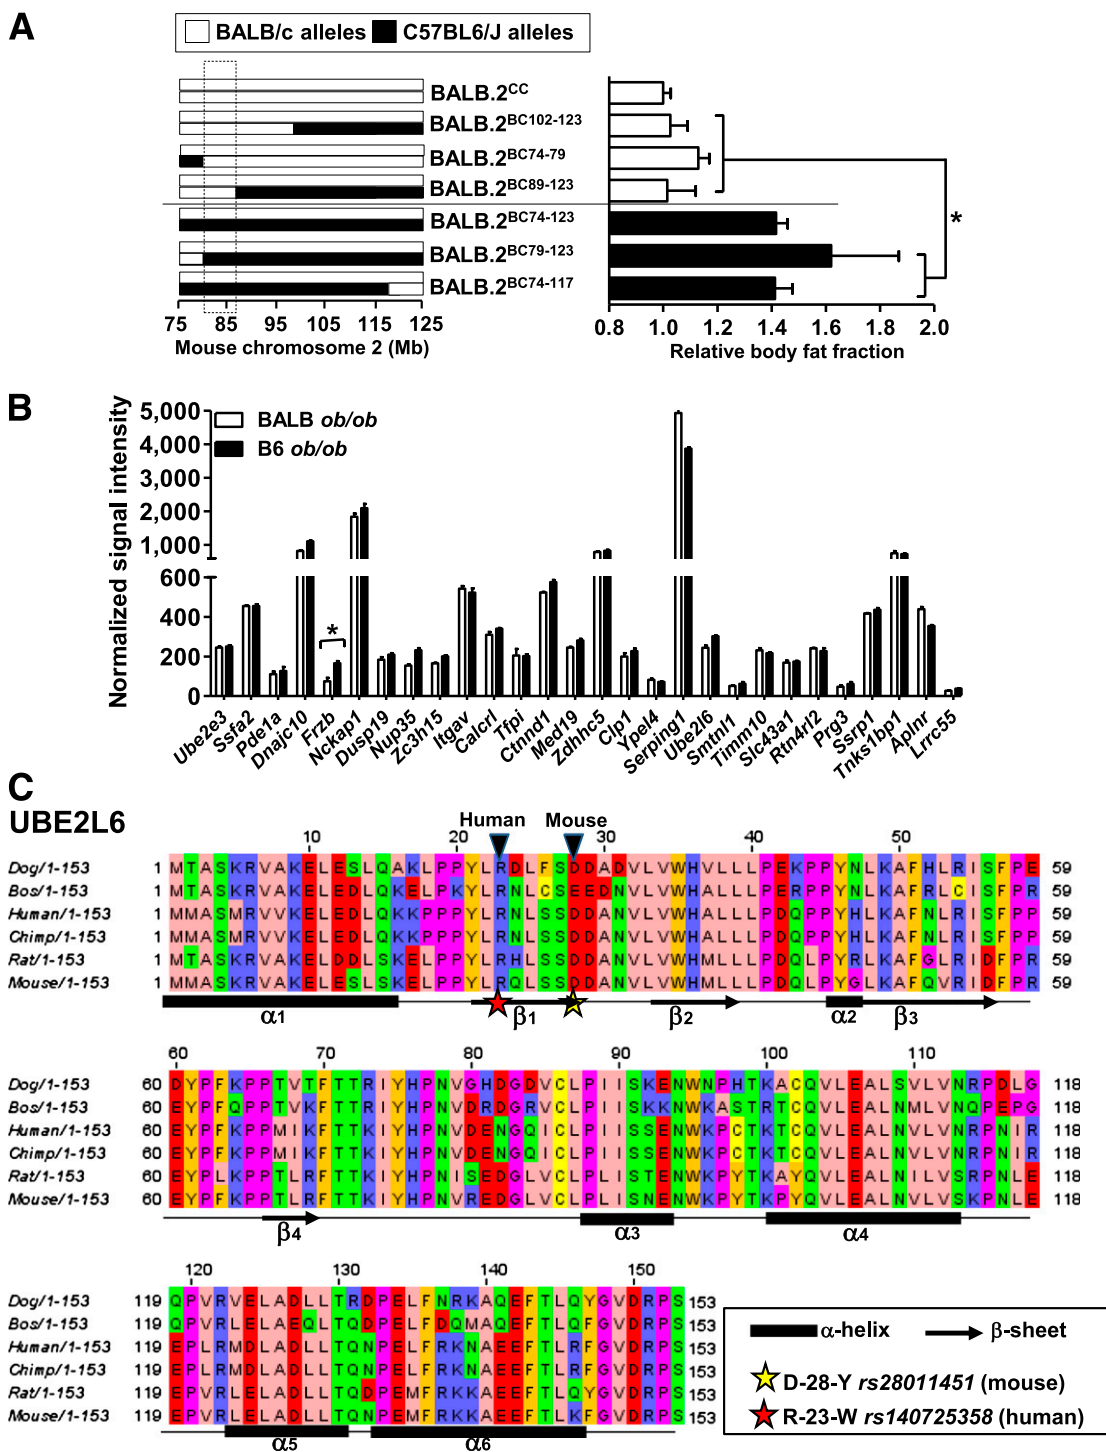 A
BALB/c alleles C57BL6/J alleles
BALB.2CC
BALB.2BC102-123
BALB.2BC74-79
BALB.2BC89-123
BALB.2BC74-123
BALB.2BC79-123
BALB.2BC74-117
*
75 85 95 105 115 125
Mouse chromosome 2 (Mb)
0.8 1.0 1.2 1.4 1.6 1.8 2.0
Relative body fat fraction
B
Normalized signal intensity
5,000
4,000
3,000
2,000
1,000
600
400
200
0
BALB ob/ob
B6 ob/ob
*
Ube2e3 Ssfa2 Pde1a Dnajc10 Frzb Nckap1 Dusp19 Nup35 Zc3h15 Itgav Calcrl Tfpi Ctnnd1 Med19 Zdhhc5 Clp1 Ypel4 Serping1 Ube2l6 Smtnl1 Timm10 Slc43a1 Rtn4rl2 Prg3 Ssrp1 Tnks1bp1 Aplnr Lrrc55
C
UBE2L6
Human Mouse
10 20 30 40 50
Dog/1-153 1 MTASKRVAKELESLQAKLPPYLRDLFSDDADVLVWHVLLLPEKPPYNLKAFHLRISFPE 59
Bos/1-153 1 MTASKRVAKELEDLQKELPKYLRNLCSEEDNVLVWHALLLPERPPYNLKAFRLCISFPR 59
Human/1-153 1 MMASMRVVKELEDLQKKPPPYLRNLSSDDANVLVWHALLLPDQPPYHLKAFNLRISFPP 59
Chimp/1-153 1 MMASMRVVKELEDLQKKPPPYLRNLSSDDANVLVWHALLLPDQPPYHLKAFNLRISFPP 59
Rat/1-153 1 MTASKRVAKELDDLSKELPPYLRHLSSDDANVLVWHMLLLPDQLPYRLKAFGLRIDFPR 59
Mouse/1-153 1 MMASKRVAKELESLSKELPPYLRQLSSDDANVLVWHMLLLPDQLPYGLKAFQVRIDFPR 59
α1 β1 β2 α2 β3
60 70 80 90 100 110
Dog/1-153 60 DYPFKPPTVTFTTRIYHPNVGHDGDVCLPIISKENWNPHTKACQVLEALSVLVNRPDLG 118
Bos/1-153 60 EYPFQPPTVKFTTRIYHPNVDRDGRVCLPIISKKNWKASTRTCQVLEALNMLVNQPEPG 118
Human/1-153 60 EYPFKPPMIKFTTKIYHPNVDENGQICLPIISSENWKPCTKTCQVLEALNVLVNRPNIR 118
Chimp/1-153 60 EYPFKPPMIKFTTKIYHPNVDENGQICLPIISSENWKPCTKTCQVLEALNVLVNRPNIR 118
Rat/1-153 60 EYPLKPPTLRFTTKIYHPNISEDGLVCLPIISTENWKPYTKAYQVLEALNILVSRPNLE 118
Mouse/1-153 60 EYPFKPPTLRFTTKIYHPNVREDGLVCLPLISNENWKPYTKPYQVLEALNVLVSKPNLE 118
β4 α3 α4
120 130 140 150
Dog/1-153 119 QPVRVELADLLTRDPELFNRKAQEFTLQYGVDRPS 153
Bos/1-153 119 QPVRLELAEQLTQDPELFDQMAQEFTLQFGVDRPS 153
Human/1-153 119 EPLRMDLADLLTQNPELFRKNAEEFTLRFGVDRPS 153
Chimp/1-153 119 EPLRMDLADLLTQNPELFRKNAEEFTLRFGVDRPS 153
Rat/1-153 119 EPVRLELADLLTQDPEMFRKKAEEFTLQYGVDRPS 153
Mouse/1-153 119 EPVRLELADLLTQNPEMFRKKAEEFTLKFGVDRPS 153
α5 α6
α-helix β-sheet
D-28-Y rs28011451 (mouse)
R-23-W rs140725358 (human)